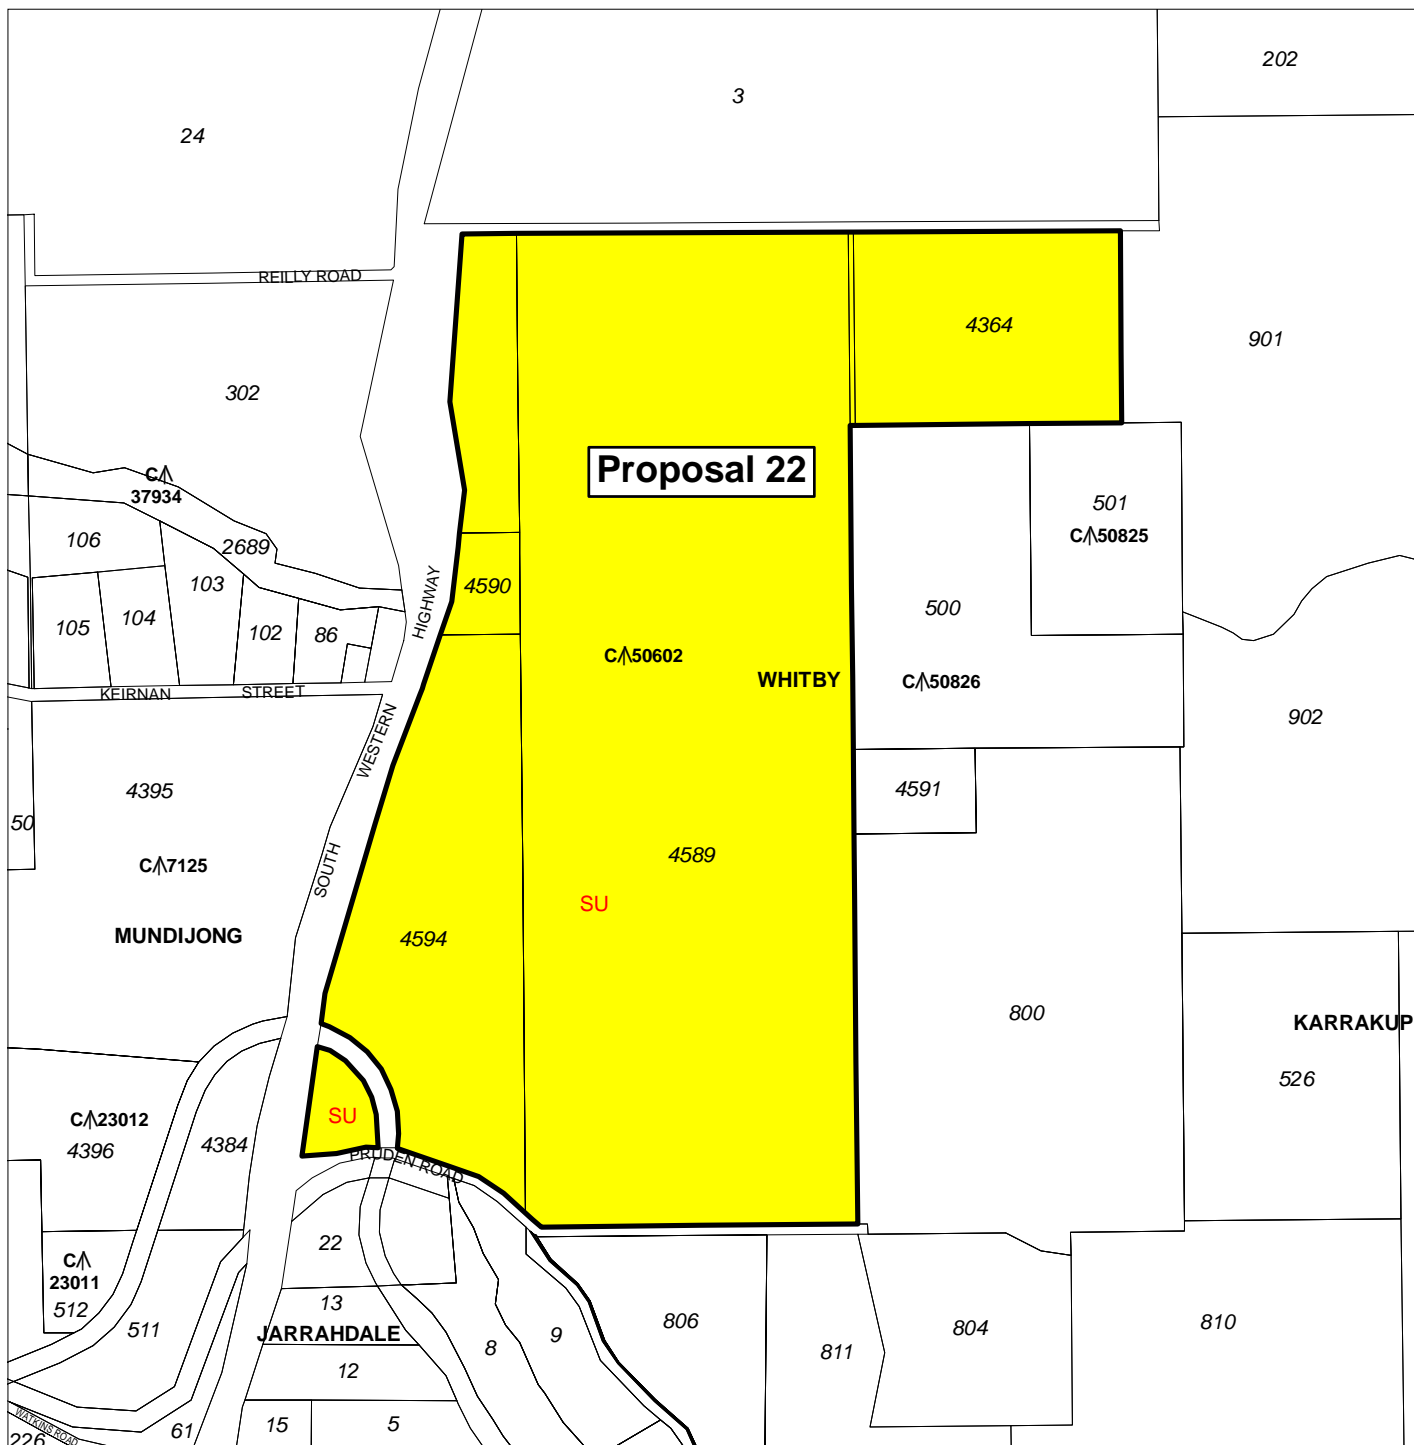 202
3
24
REILLY ROAD
4364
901
302
Proposal 22
C/\
37934
501
C/\50825
106
2689
103
4590
HIGHWAY
105
104
102
86
500
C/\50602
WHITBY
C/\50826
KEIRNAN STREET
902
WESTERN
4395
4591
50
4589
C/\7125
SOUTH
SU
MUNDIJONG
4594
800
KARRAKUP
526
C/\23012
4396
4384
SU
PRUDEN ROAD
22
C/\
23011
512
13
511
JARRAHDALE
8
9
806
811
804
810
12
15
5
61
WATKINS ROAD
226